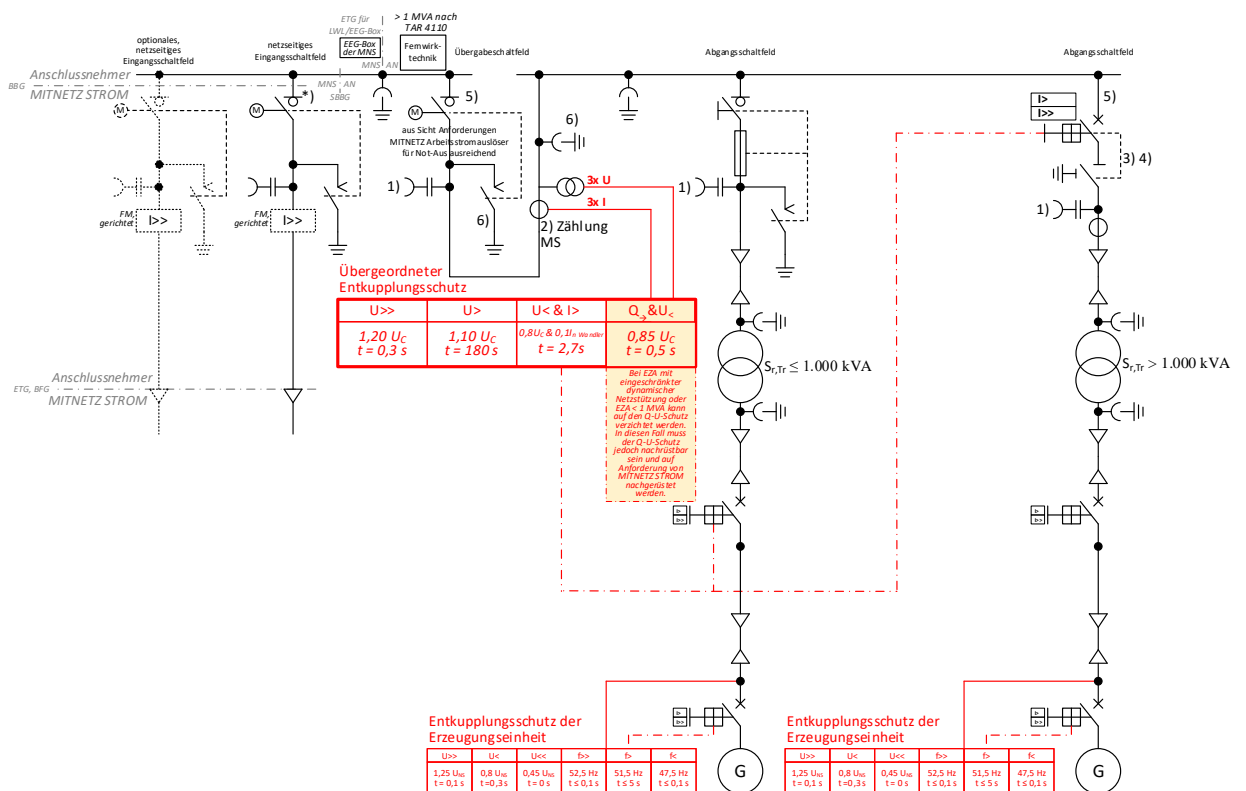 optionales,
netzseitiges
Eingangsschaltfeld
netzseitiges
Eingangsschaltfeld
ETG für
LWL/EEG-Box
EEG-Box
der MNS
MNS AN
> 1 MVA nach
TAR 4110
Fernwirk-
technik
Übergabeschaltfeld
Abgangsschaltfeld
Abgangsschaltfeld
Anschlussnehmer
BBG
MITNETZ STROM
MNS AN
SBBG
M
M
*)
M
5)
aus Sicht Anforderungen
MITNETZ Arbeitsstromauslöser
für Not-Aus ausreichend
1)
6)
6)
3x U
3x I
2) Zählung
MS
1)
I>
I>>
5)
3) 4)
1)
FM,
gerichtet
I>>
FM,
gerichtet
I>>
Übergeordneter
Entkupplungsschutz
U>> U> U< & I> Q→&U<
1,20 UC
t = 0,3 s
1,10 UC
t = 180 s
0,8UC & 0,1In Wandler
t = 2,7s
0,85 UC
t = 0,5 s
Bei EZA mit
eingeschränkter
dynamischer
Netzstützung oder
EZA < 1 MVA kann
auf den Q-U-Schutz
verzichtet werden.
In diesen Fall muss
der Q-U-Schutz
jedoch nachrüstbar
sein und auf
Anforderung von
MITNETZ STROM
nachgerüstet
werden.
Sr,Tr ≤ 1.000 kVA
Sr,Tr > 1.000 kVA
Anschlussnehmer
ETG, BFG
MITNETZ STROM
I>
I>>
I>
I>>
Entkupplungsschutz der
Erzeugungseinheit
U>> U< U<< f>> f> f<
1,25 UNS 0,8 UNS 0,45 UNS 52,5 Hz 51,5 Hz 47,5 Hz
t = 0,1 s t =0,3 s t = 0 s t ≤ 0,1 s t ≤ 5 s t ≤ 0,1 s
I>
I>>
G
Entkupplungsschutz der
Erzeugungseinheit
U>> U< U<< f>> f> f<
1,25 UNS 0,8 UNS 0,45 UNS 52,5 Hz 51,5 Hz 47,5 Hz
t = 0,1 s t =0,3 s t = 0 s t ≤ 0,1 s t ≤ 5 s t ≤ 0,1 s
I>
I>>
G